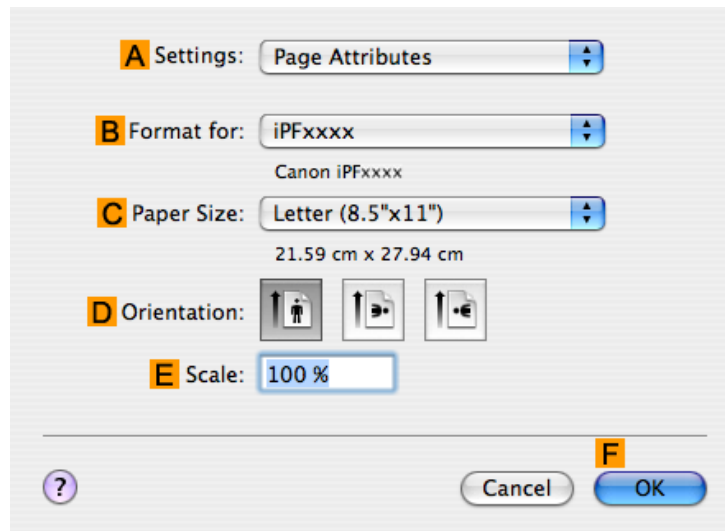 A Settings: Page Attributes
B Format for: iPFxxxx
Canon iPFxxxx
C Paper Size: Letter (8.5"x11")
21.59 cm x 27.94 cm
D Orientation:
E Scale: 100 %
F
? Cancel OK